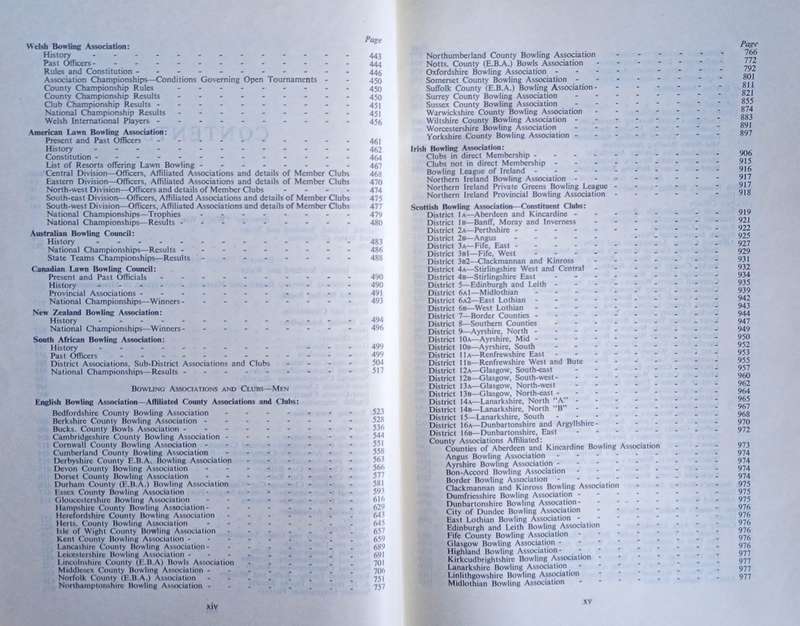 Page
Welsh Bowling Association:
History - 443
Past Officers - 444
Rules and Constitution - 446
Association Championships—Conditions Governing Open Tournaments - 450
County Championship Rules - 450
County Championship Results - 450
Club Championship Results - 451
National Championship Results - 451
Welsh International Players - 456
American Lawn Bowling Association:
Present and Past Officers - 461
History - 462
Constitution - 464
List of Resorts offering Lawn Bowling - 467
Central Division—Officers, Affiliated Associations and details of Member Clubs 468
Eastern Division—Officers, Affiliated Associations and details of Member Clubs 470
North-west Division—Officers and details of Member Clubs - 474
South-east Division—Officers, Affiliated Associations and details of Member Clubs 475
South-west Division—Officers, Affiliated Associations and details of Member Clubs 477
National Championships—Trophies - 479
National Championships—Results - 480
Australian Bowling Council:
History - 483
National Championships—Results - 486
State Teams Championships—Results - 488
Canadian Lawn Bowling Council:
Present and Past Officials - 490
History - 490
Provincial Associations - 491
National Championships—Winners - 493
New Zealand Bowling Association:
History - 494
National Championships—Winners - 496
South African Bowling Association:
History - 499
Past Officers - 499
District Associations, Sub-District Associations and Clubs - 504
National Championships—Results - 517
Bowling Associations and Clubs—Men
English Bowling Association—Affiliated County Associations and Clubs:
Bedfordshire County Bowling Association - 523
Berkshire County Bowling Association - 528
Bucks. County Bowls Association - 536
Cambridgeshire County Bowling Association - 544
Cornwall County Bowling Association - 551
Cumberland County Bowling Association - 558
Derbyshire County E.B.A. Bowling Association - 563
Devon County Bowling Association - 566
Dorset County Bowling Association - 577
Durham County (E.B.A.) Bowling Association - 581
Essex County Bowling Association - 593
Gloucestershire Bowling Association - 616
Hampshire County Bowling Association - 629
Herefordshire County Bowling Association - 643
Herts. County Bowling Association - 645
Isle of Wight County Bowling Association - 657
Kent County Bowling Association - 659
Lancashire County Bowling Association - 689
Leicestershire Bowling Association - 691
Lincolnshire County (E.B.A) Bowls Association - 701
Middlesex County Bowling Association - 706
Norfolk County (E.B.A.) Association - 751
Northamptonshire Bowling Association - 757
xiv
Page
Northumberland County Bowling Association - 766
Notts. County (E.B.A.) Bowls Association - 772
Oxfordshire Bowling Association - 792
Somerset County Bowling Association - 801
Suffolk County (E.B.A.) Bowling Association - 811
Surrey County Bowling Association - 821
Sussex County Bowling Association - 855
Warwickshire County Bowling Association - 874
Wiltshire County Bowling Association - 883
Worcestershire Bowling Association - 891
Yorkshire County Bowling Association - 897
Irish Bowling Association:
Clubs in direct Membership - 906
Clubs not in direct Membership - 915
Bowling League of Ireland - 916
Northern Ireland Bowling Association - 917
Northern Ireland Private Greens Bowling League - 917
Northern Ireland Provincial Bowling Association - 918
Scottish Bowling Association—Constituent Clubs:
District 1A—Aberdeen and Kincardine - 919
District 1B—Banff, Moray and Inverness - 921
District 2A—Perthshire - 922
District 2B—Angus - 925
District 3A—Fife, East - 927
District 3B1—Fife, West - 929
District 3B2—Clackmannan and Kinross - 931
District 4A—Stirlingshire West and Central - 932
District 4B—Stirlingshire East - 934
District 5—Edinburgh and Leith - 935
District 6A1—Midlothian - 939
District 6A2—East Lothian - 942
District 6B—West Lothian - 943
District 7—Border Counties - 944
District 8—Southern Counties - 947
District 9—Ayrshire, North - 949
District 10A—Ayrshire, Mid - 950
District 10B—Ayrshire, South - 952
District 11A—Renfrewshire East - 953
District 11B—Renfrewshire West and Bute - 955
District 12A—Glasgow, South-east - 957
District 12B—Glasgow, South-west - 960
District 13A—Glasgow, North-west - 962
District 13B—Glasgow, North-east - 964
District 14A—Lanarkshire, North "A" - 965
District 14B—Lanarkshire, North "B" - 967
District 15—Lanarkshire, South - 968
District 16A—Dunbartonshire and Argyllshire - 970
District 16B—Dunbartonshire, East - 972
County Associations Affiliated:
Counties of Aberdeen and Kincardine Bowling Association 973
Angus Bowling Association - 974
Ayrshire Bowling Association - 974
Bon-Accord Bowling Association - 974
Border Bowling Association - 974
Clackmannan and Kinross Bowling Association - 975
Dumfriesshire Bowling Association - 975
Dunbartonshire Bowling Association - 975
City of Dundee Bowling Association - 976
East Lothian Bowling Association - 976
Edinburgh and Leith Bowling Association - 976
Fife County Bowling Association - 976
Glasgow Bowling Association - 976
Highland Bowling Association - 977
Kirkcudbrightshire Bowling Association - 977
Lanarkshire Bowling Association - 977
Linlithgowshire Bowling Association - 977
Midlothian Bowling Association
xv